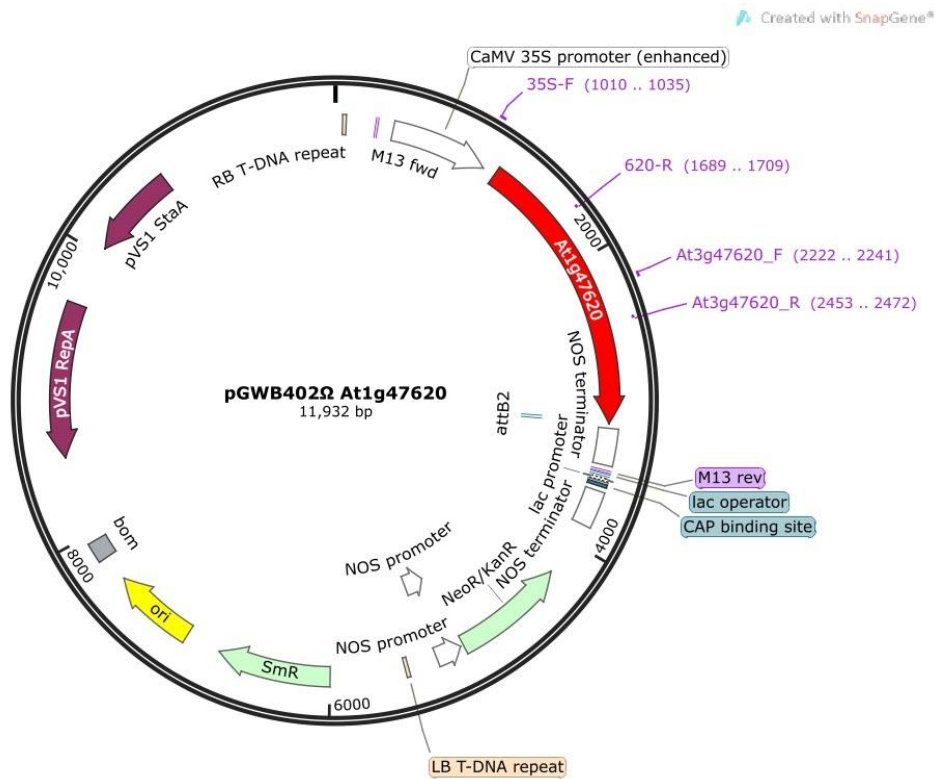 Created with SnapGene®
CaMV 35S promoter (enhanced)
35S-F (1010 .. 1035)
RB T-DNA repeat
M13 fwd
620-R (1689 .. 1709)
2000
pVS1 StaA
10,000
At1g47620
At3g47620_F (2222 .. 2241)
At3g47620_R (2453 .. 2472)
pVS1 RepA
NOS terminator
pGWB402Ω At1g47620
11,932 bp
attB2
lac promoter
M13 rev
lac operator
CAP binding site
NOS terminator
4000
bom
8000
NOS promoter
NeoR/KanR
ori
NOS promoter
SmR
6000
LB T-DNA repeat